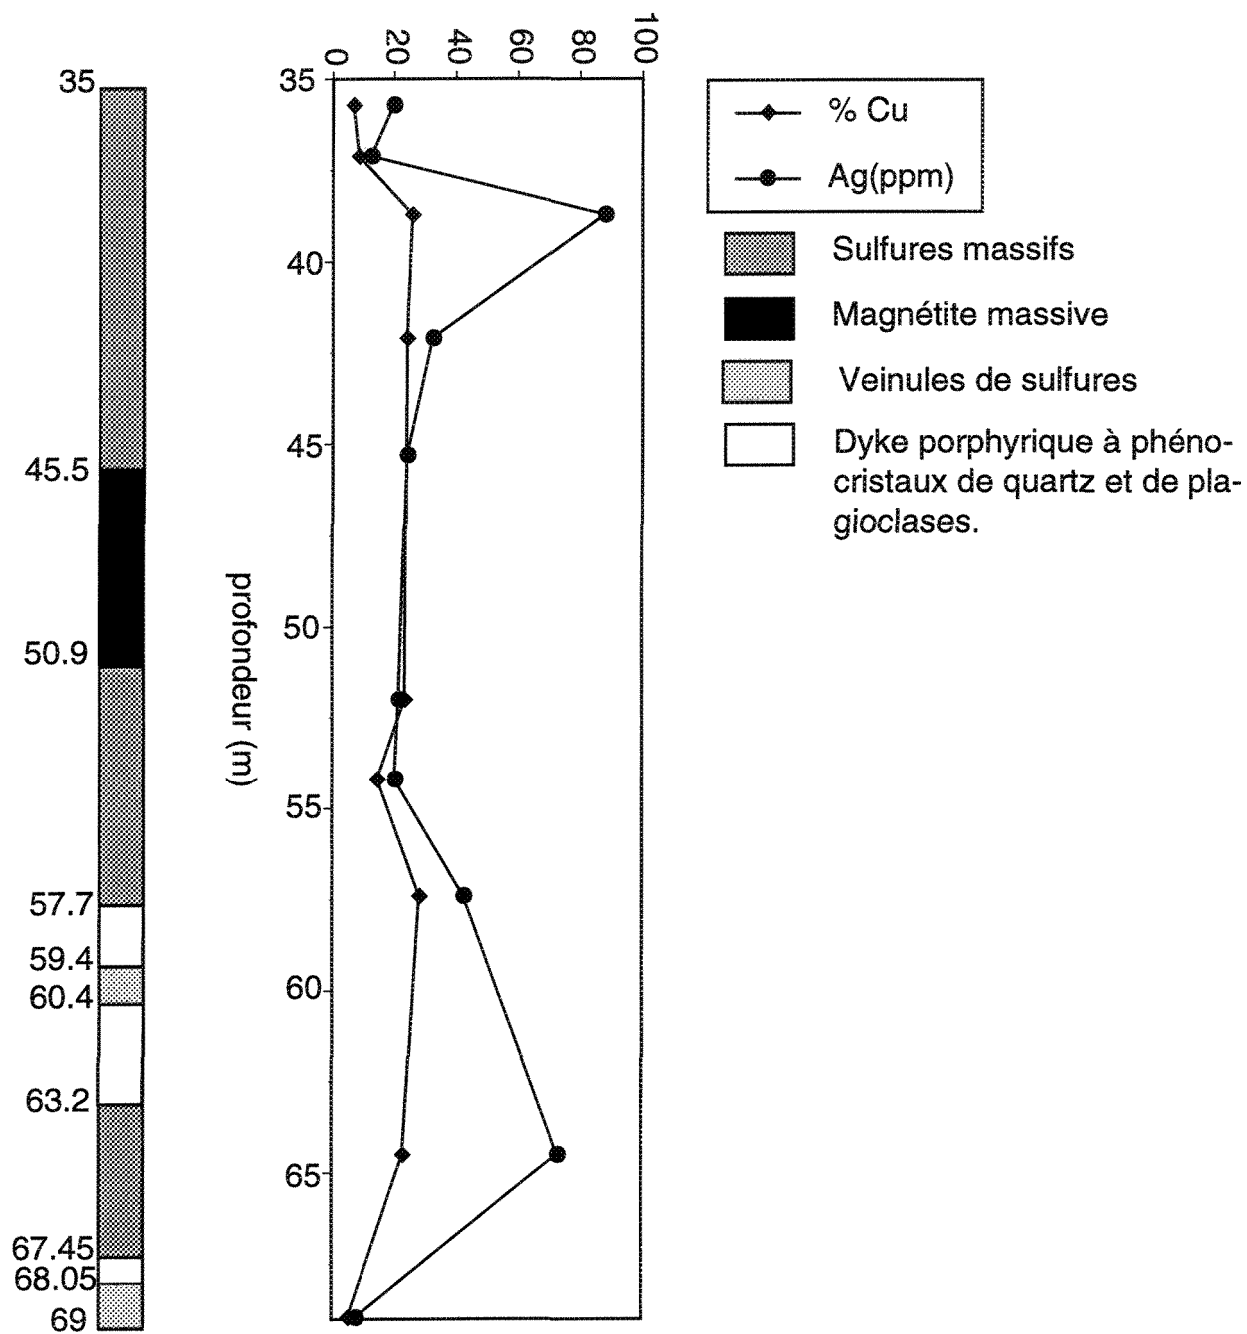 0
20
40
60
80
100
35
45.5
50.9
57.7
59.4
60.4
63.2
67.45
68.05
69
profondeur (m)
35
40
45
50
55
60
65
% Cu
Ag(ppm)
Sulfures massifs
Magnétite massive
Veinules de sulfures
Dyke porphyrique à phéno-
cristaux de quartz et de pla-
gioclases.